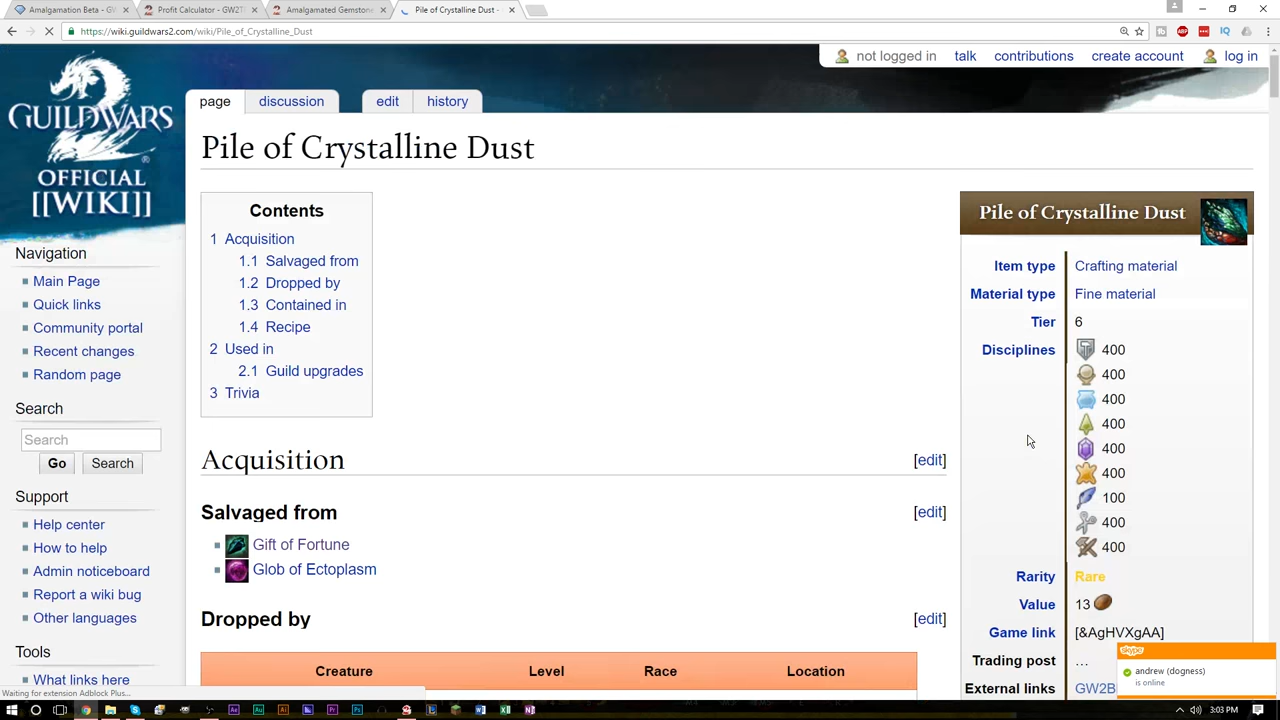 Amalgamation Beta - GW
Profit Calculator - GW2T
Amalgamated Gemstone
Pile of Crystalline Dust -
https://wiki.guildwars2.com/wiki/Pile_of_Crystalline_Dust
not logged in talk contributions create account log in
page discussion edit history
GUILDWARS
2
OFFICIAL
[[WIKI]]
Pile of Crystalline Dust
Contents
1 Acquisition
1.1 Salvaged from
1.2 Dropped by
1.3 Contained in
1.4 Recipe
2 Used in
2.1 Guild upgrades
3 Trivia
Pile of Crystalline Dust
Item type Crafting material
Material type Fine material
Tier 6
Disciplines 400
400
400
400
400
400
100
400
400
Rarity Rare
Value 13
Game link [&AgHVXgAA]
Trading post ...
External links GW2B
Navigation
Main Page
Quick links
Community portal
Recent changes
Random page
Search
Search
Go Search
Support
Help center
How to help
Admin noticeboard
Report a wiki bug
Other languages
Tools
What links here
Acquisition [edit]
Salvaged from [edit]
Gift of Fortune
Glob of Ectoplasm
Dropped by [edit]
Creature Level Race Location
skype
andrew (dogness)
is online
Waiting for extension Adblock Plus...
3:03 PM